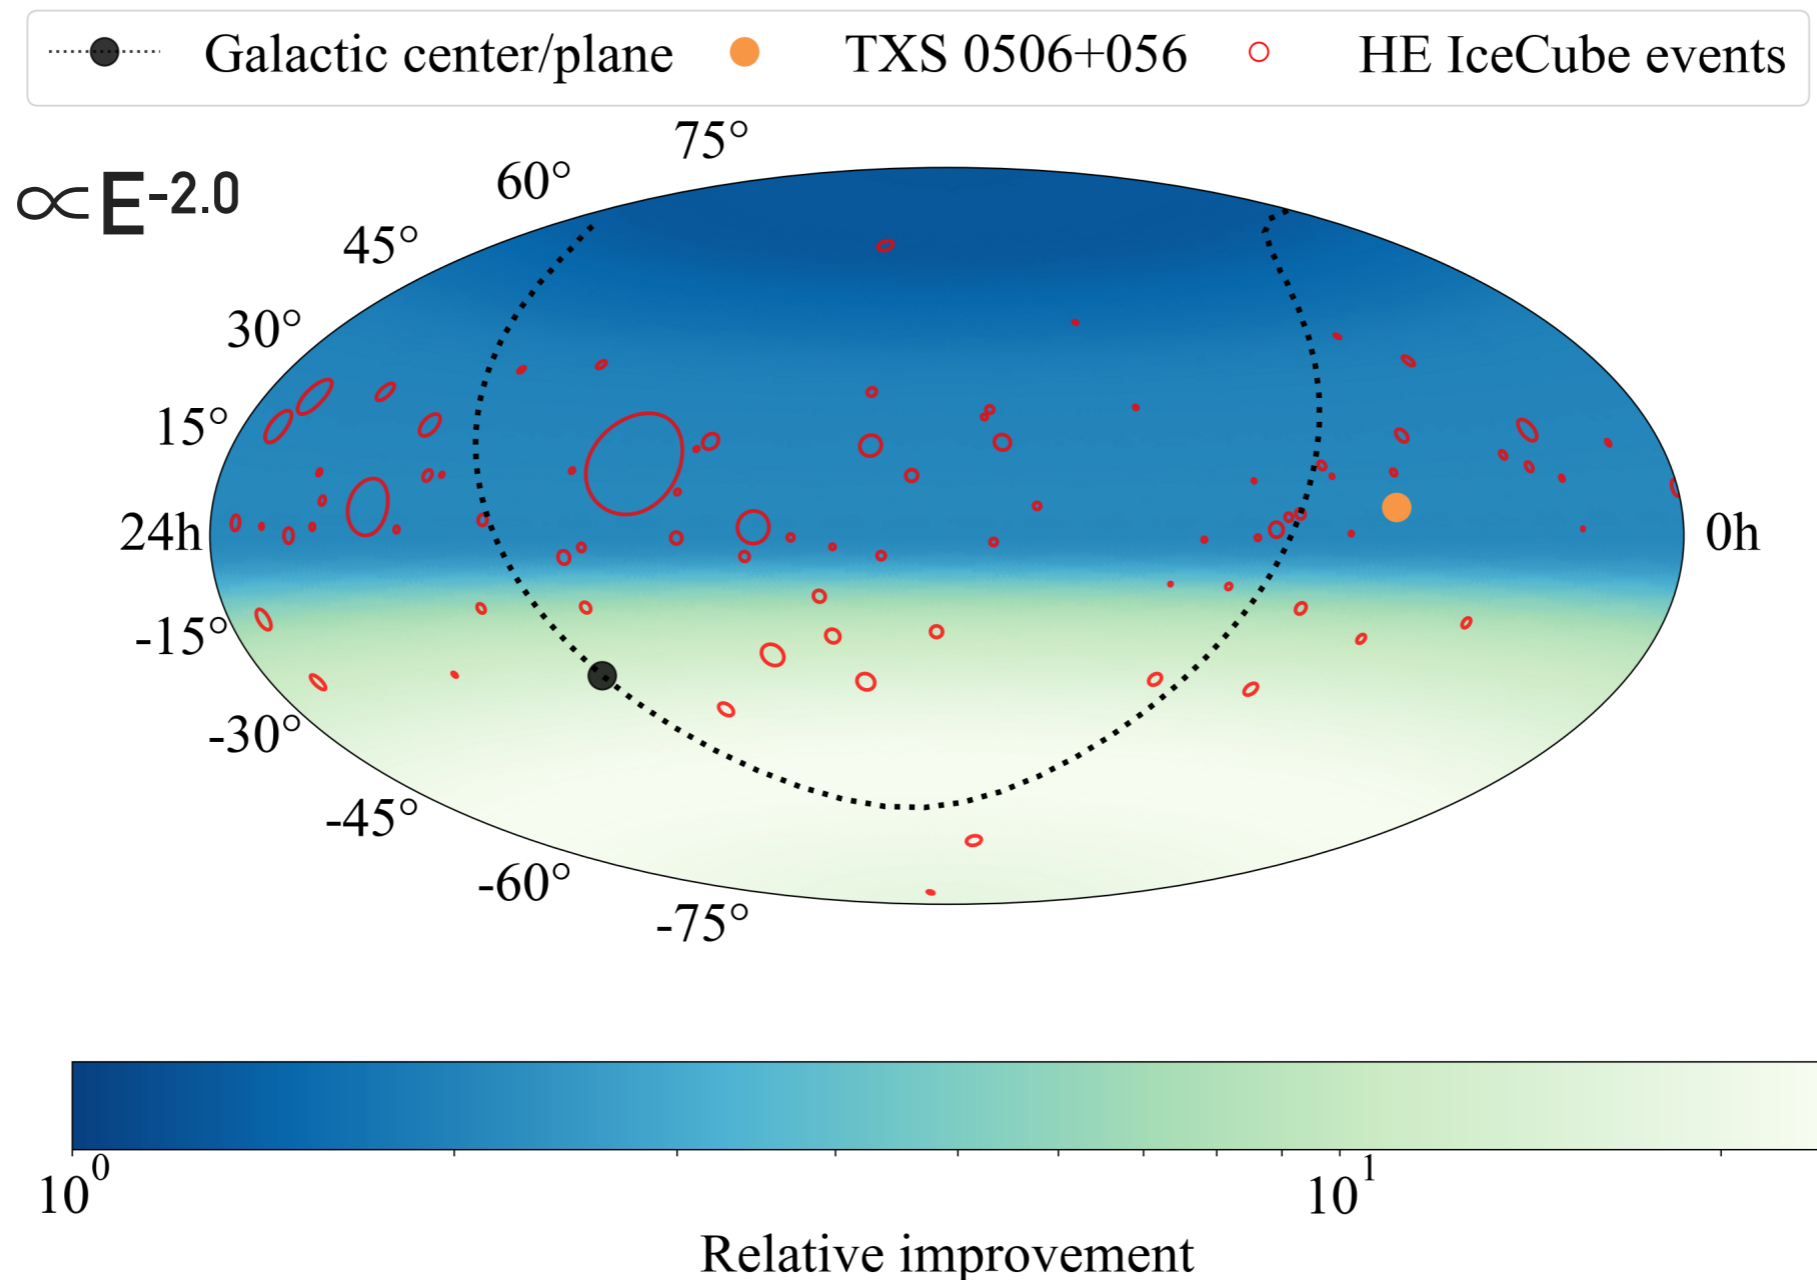 Galactic center/plane TXS 0506+056 HE IceCube events
∝E^-2.0
75°
60°
45°
30°
15°
24h 0h
-15°
-30°
-45°
-60°
-75°
10^0 10^1
Relative improvement